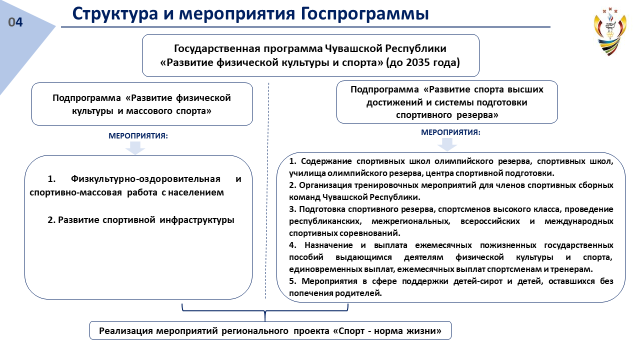 04
Структура и мероприятия Госпрограммы
Государственная программа Чувашской Республики
«Развитие физической культуры и спорта» (до 2035 года)
Подпрограмма «Развитие физической
культуры и массового спорта»
МЕРОПРИЯТИЯ:
1. Физкультурно-оздоровительная и
спортивно-массовая работа с населением
2. Развитие спортивной инфраструктуры
Подпрограмма «Развитие спорта высших
достижений и системы подготовки
спортивного резерва»
МЕРОПРИЯТИЯ:
1. Содержание спортивных школ олимпийского резерва, спортивных школ,
училища олимпийского резерва, центра спортивной подготовки.
2. Организация тренировочных мероприятий для членов спортивных сборных
команд Чувашской Республики.
3. Подготовка спортивного резерва, спортсменов высокого класса, проведение
республиканских, межрегиональных, всероссийских и международных
спортивных соревнований.
4. Назначение и выплата ежемесячных пожизненных государственных
пособий выдающимся деятелям физической культуры и спорта,
единовременных выплат, ежемесячных выплат спортсменам и тренерам.
5. Мероприятия в сфере поддержки детей-сирот и детей, оставшихся без
попечения родителей.
Реализация мероприятий регионального проекта «Спорт - норма жизни»